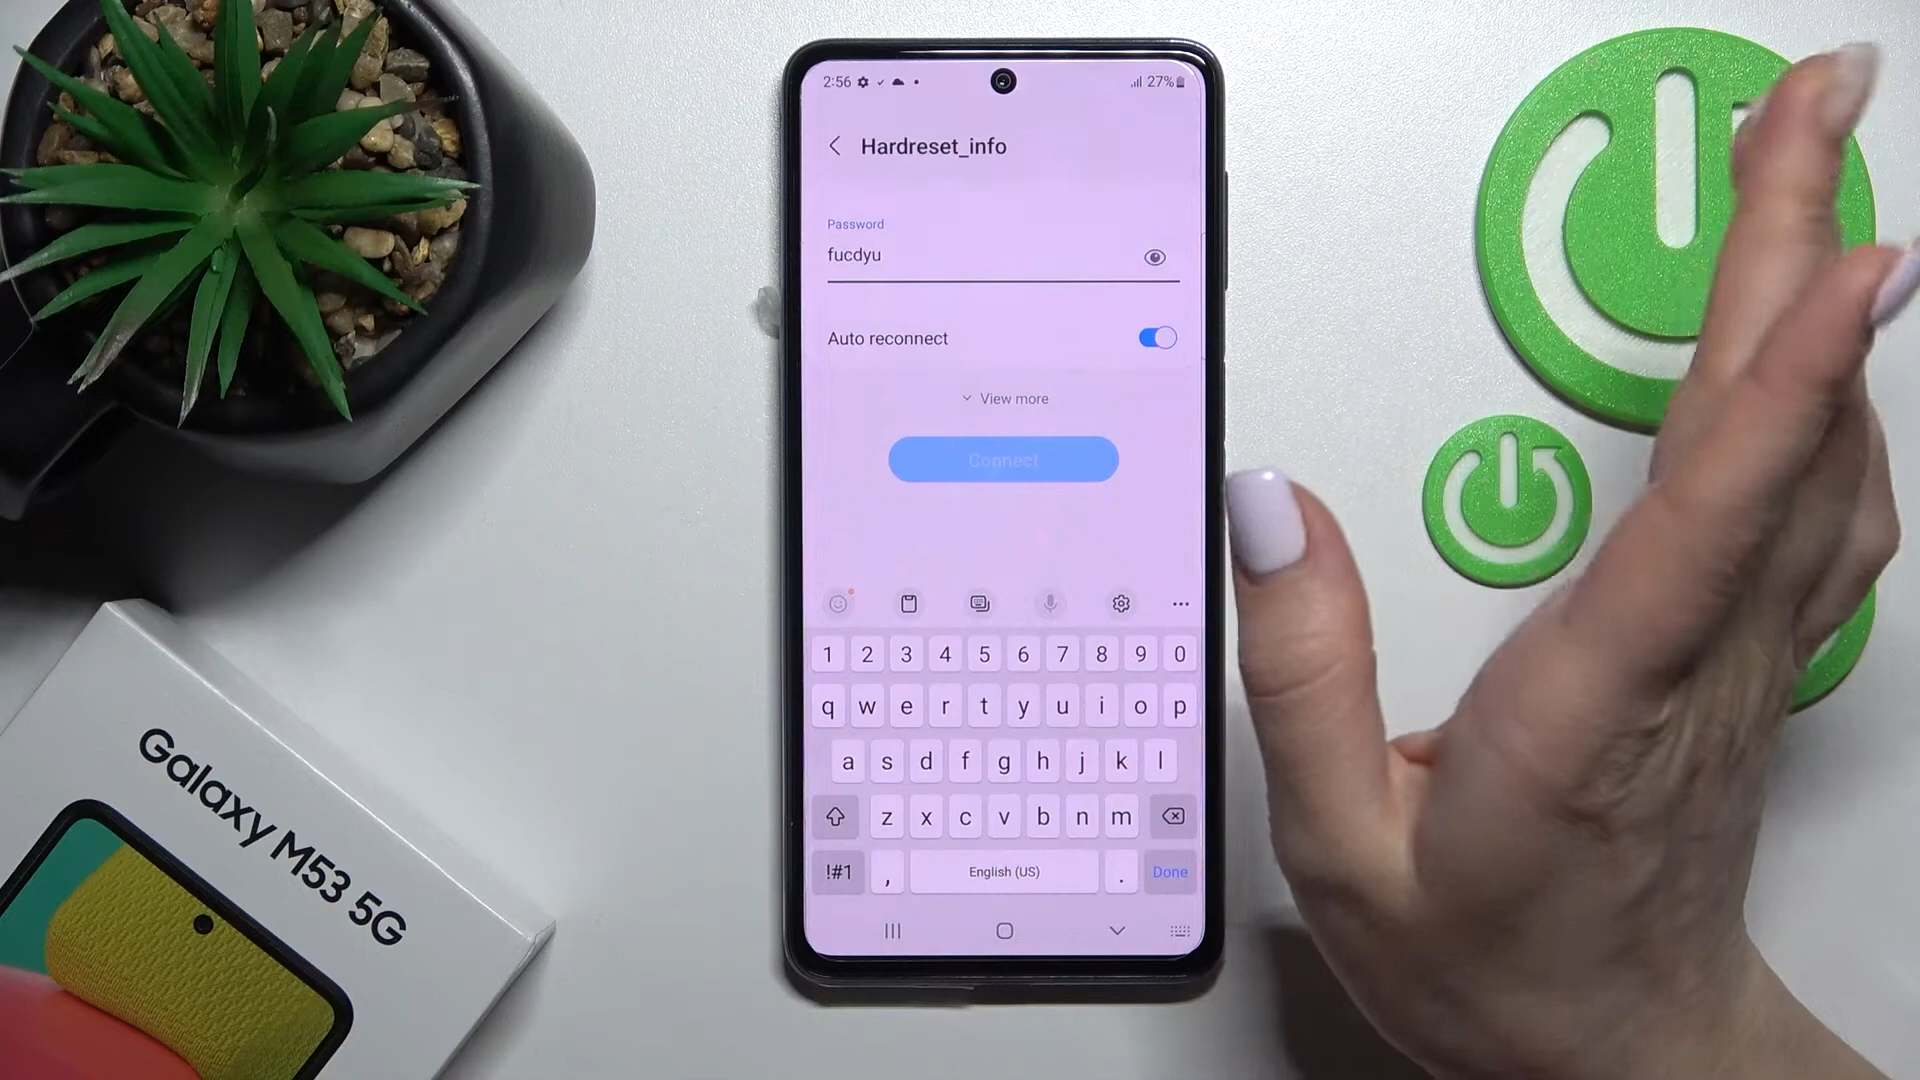 2:56
27%
Hardreset_info
Password
fucdyu
Auto reconnect
View more
Connect
1 2 3 4 5 6 7 8 9 0
q w e r t y u i o p
a s d f g h j k l
z x c v b n m
!#1 , English (US) . Done
Galaxy M53 5G